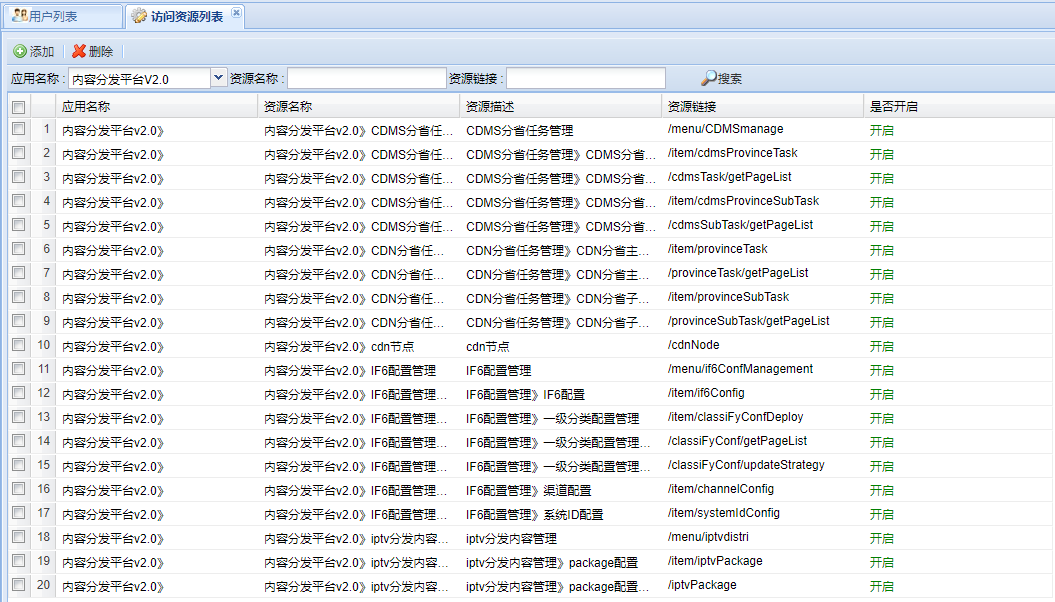 用户列表 访问资源列表
添加 删除
应用名称: 内容分发平台V2.0 资源名称: 资源链接: 搜索
应用名称 资源名称 资源描述 资源链接 是否开启
1 内容分发平台v2.0》 内容分发平台v2.0》CDMS分省任... CDMS分省任务管理 /menu/CDMSmanage 开启
2 内容分发平台v2.0》 内容分发平台v2.0》CDMS分省任... CDMS分省任务管理》CDMS分省... /item/cdmsProvinceTask 开启
3 内容分发平台v2.0》 内容分发平台v2.0》CDMS分省任... CDMS分省任务管理》CDMS分省... /cdmsTask/getPageList 开启
4 内容分发平台v2.0》 内容分发平台v2.0》CDMS分省任... CDMS分省任务管理》CDMS分省... /item/cdmsProvinceSubTask 开启
5 内容分发平台v2.0》 内容分发平台v2.0》CDMS分省任... CDMS分省任务管理》CDMS分省... /cdmsSubTask/getPageList 开启
6 内容分发平台v2.0》 内容分发平台v2.0》CDN分省任... CDN分省任务管理》CDN分省主... /item/provinceTask 开启
7 内容分发平台v2.0》 内容分发平台v2.0》CDN分省任... CDN分省任务管理》CDN分省主... /provinceTask/getPageList 开启
8 内容分发平台v2.0》 内容分发平台v2.0》CDN分省任... CDN分省任务管理》CDN分省子... /item/provinceSubTask 开启
9 内容分发平台v2.0》 内容分发平台v2.0》CDN分省任... CDN分省任务管理》CDN分省子... /provinceSubTask/getPageList 开启
10 内容分发平台v2.0》 内容分发平台v2.0》cdn节点 cdn节点 /cdnNode 开启
11 内容分发平台v2.0》 内容分发平台v2.0》IF6配置管理 IF6配置管理 /menu/if6ConfManagement 开启
12 内容分发平台v2.0》 内容分发平台v2.0》IF6配置管理... IF6配置管理》IF6配置 /item/if6Config 开启
13 内容分发平台v2.0》 内容分发平台v2.0》IF6配置管理... IF6配置管理》一级分类配置管理 /item/classiFyConfDeploy 开启
14 内容分发平台v2.0》 内容分发平台v2.0》IF6配置管理... IF6配置管理》一级分类配置管理... /classiFyConf/getPageList 开启
15 内容分发平台v2.0》 内容分发平台v2.0》IF6配置管理... IF6配置管理》一级分类配置管理... /classiFyConf/updateStrategy 开启
16 内容分发平台v2.0》 内容分发平台v2.0》IF6配置管理... IF6配置管理》渠道配置 /item/channelConfig 开启
17 内容分发平台v2.0》 内容分发平台v2.0》IF6配置管理... IF6配置管理》系统ID配置 /item/systemIdConfig 开启
18 内容分发平台v2.0》 内容分发平台v2.0》iptv分发内容... iptv分发内容管理 /menu/iptvdistri 开启
19 内容分发平台v2.0》 内容分发平台v2.0》iptv分发内容... iptv分发内容管理》package配置 /item/iptvPackage 开启
20 内容分发平台v2.0》 内容分发平台v2.0》iptv分发内容... iptv分发内容管理》package配置... /iptvPackage 开启